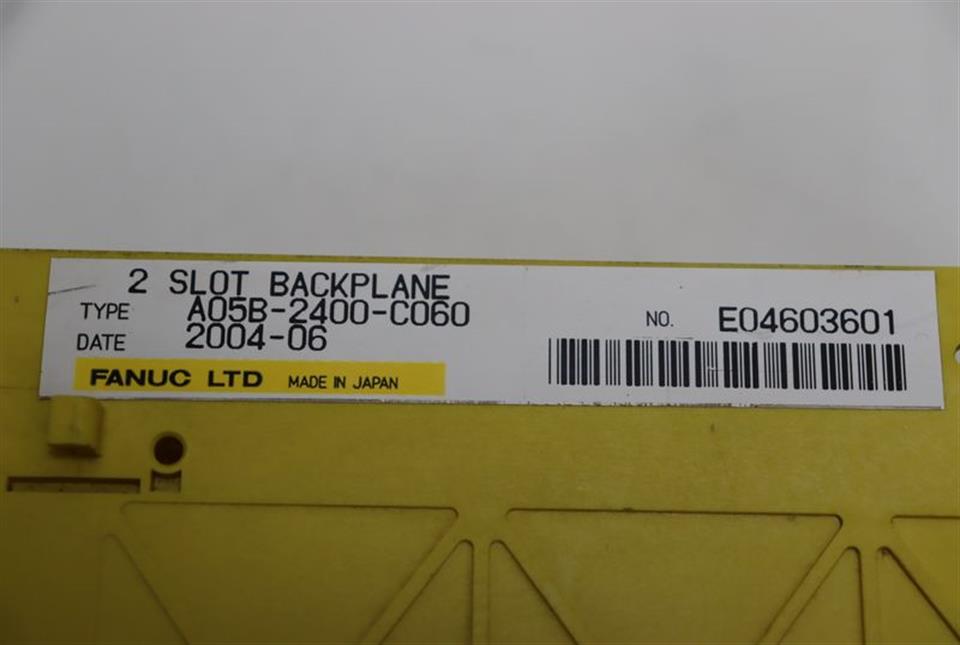 2 SLOT BACKPLANE
TYPE A05B-2400-C060
DATE 2004-06
FANUC LTD MADE IN JAPAN
NO. E04603601